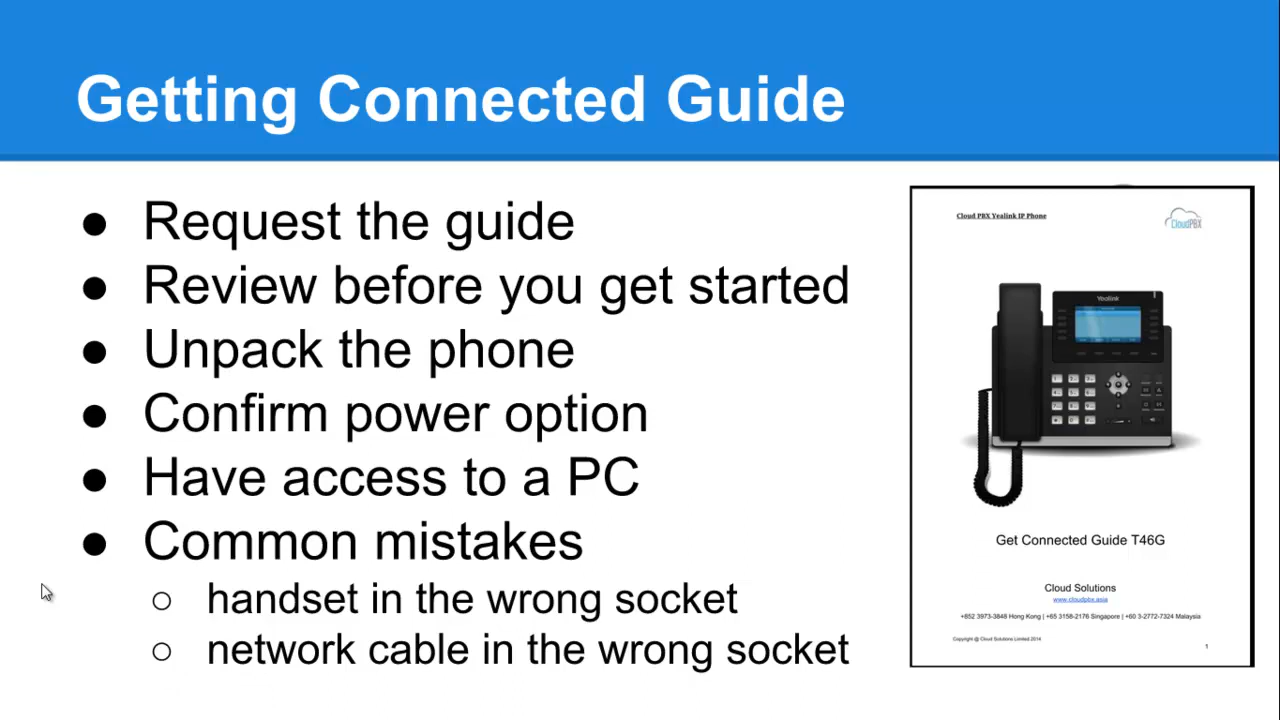 Getting Connected Guide
● Request the guide
● Review before you get started
● Unpack the phone
● Confirm power option
● Have access to a PC
● Common mistakes
○ handset in the wrong socket
○ network cable in the wrong socket
Cloud PBX Yealink IP Phone
CloudPBX
Yealink
Get Connected Guide T46G
Cloud Solutions
www.cloudpbx.asia
+852 3973-3848 Hong Kong | +65 3158-2176 Singapore | +60 3-2772-7324 Malaysia
Copyright @ Cloud Solutions Limited 2014
1